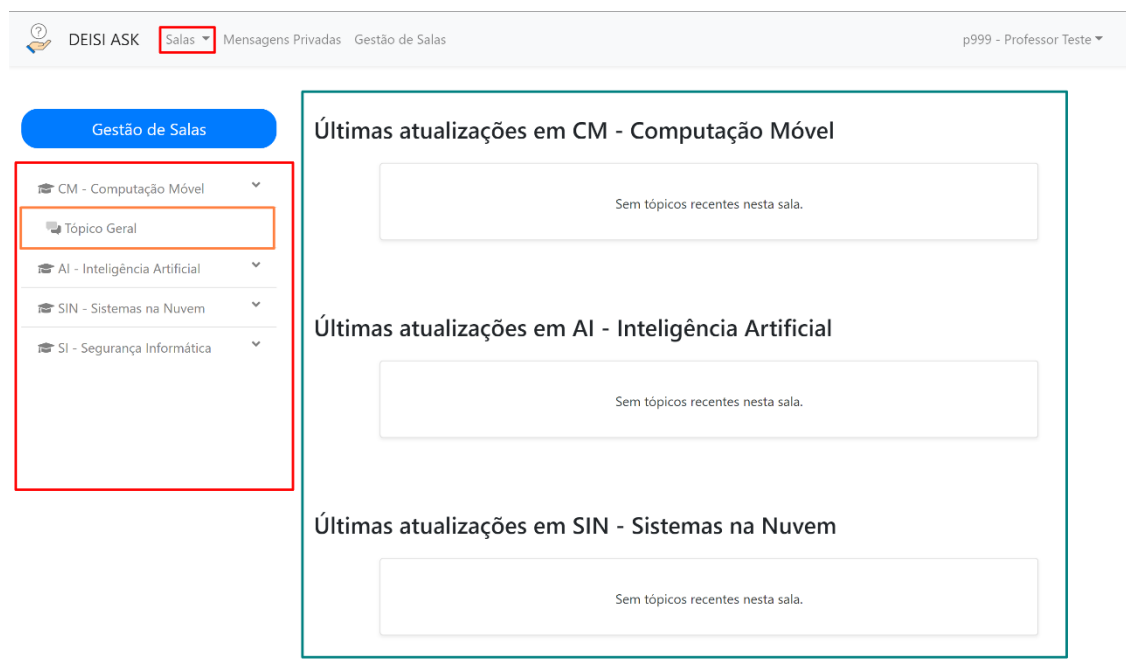 DEISI ASK Salas Mensagens Privadas Gestão de Salas p999 - Professor Teste
Gestão de Salas
CM - Computação Móvel
Tópico Geral
AI - Inteligência Artificial
SIN - Sistemas na Nuvem
SI - Segurança Informática
Últimas atualizações em CM - Computação Móvel
Sem tópicos recentes nesta sala.
Últimas atualizações em AI - Inteligência Artificial
Sem tópicos recentes nesta sala.
Últimas atualizações em SIN - Sistemas na Nuvem
Sem tópicos recentes nesta sala.